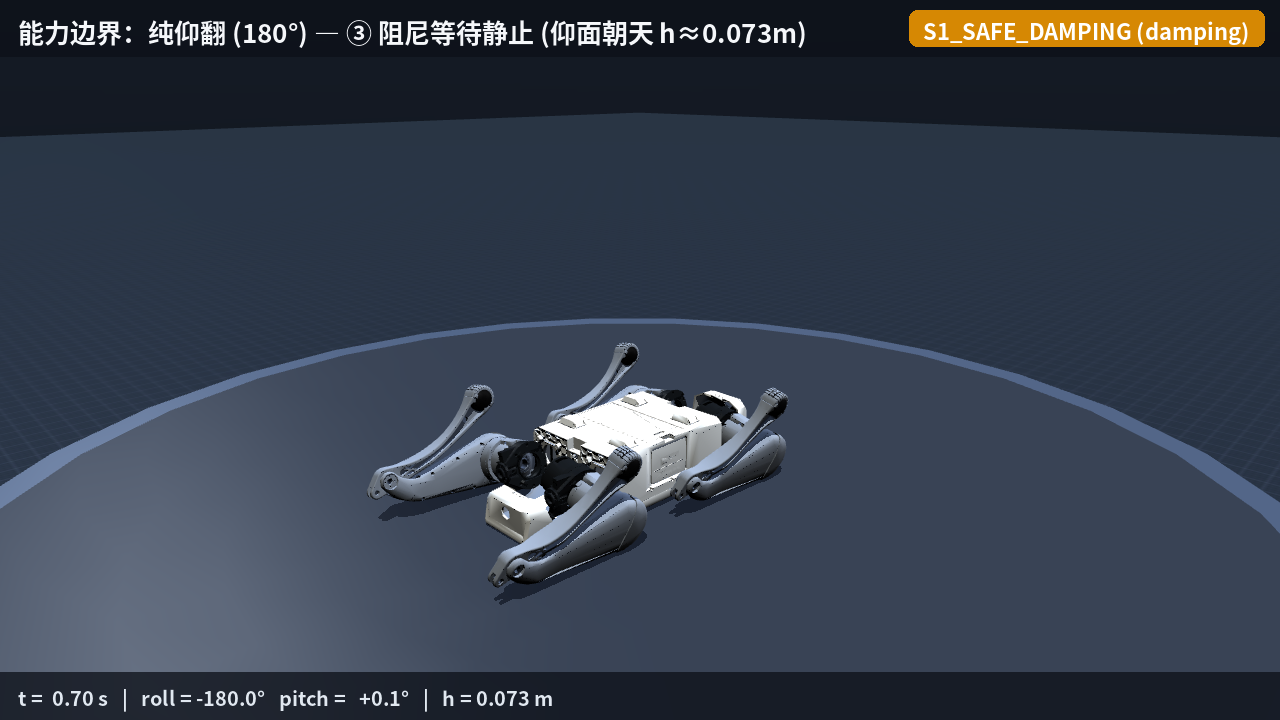 能力边界：纯仰翻 (180°) — ③ 阻尼等待静止 (仰面朝天 h≈0.073m)
S1_SAFE_DAMPING (damping)
t = 0.70 s | roll = -180.0° pitch = +0.1° | h = 0.073 m